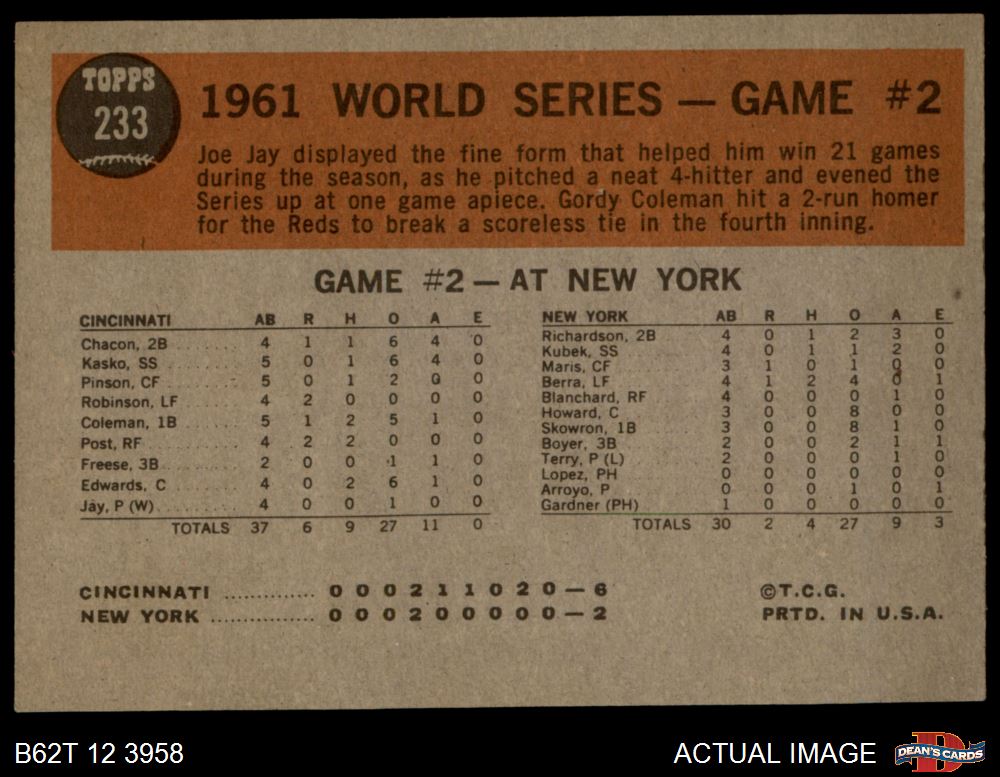 TOPPS
233
1961 WORLD SERIES — GAME #2
Joe Jay displayed the fine form that helped him win 21 games
during the season, as he pitched a neat 4-hitter and evened the
Series up at one game apiece. Gordy Coleman hit a 2-run homer
for the Reds to break a scoreless tie in the fourth inning.
GAME #2 — AT NEW YORK
CINCINNATI AB R H O A E
Chacon, 2B 4 1 1 6 4 0
Kasko, SS 5 0 1 6 4 0
Pinson, CF 5 0 1 2 0 0
Robinson, LF 4 2 0 0 0 0
Coleman, 1B 5 1 2 5 1 0
Post, RF 4 2 2 0 0 0
Freese, 3B 2 0 0 1 1 0
Edwards, C 4 0 2 6 1 0
Jay, P (W) 4 0 0 1 0 0
TOTALS 37 6 9 27 11 0
NEW YORK AB R H O A E
Richardson, 2B 4 0 1 2 3 0
Kubek, SS 4 0 1 1 2 0
Maris, CF 3 1 0 1 0 0
Berra, LF 4 1 2 4 0 1
Blanchard, RF 4 0 0 0 1 0
Howard, C 3 0 0 8 0 0
Skowron, 1B 3 0 0 8 1 0
Boyer, 3B 2 0 0 2 1 1
Terry, P (L) 2 0 0 0 1 0
Lopez, PH 0 0 0 0 0 0
Arroyo, P 0 0 0 1 0 1
Gardner (PH) 1 0 0 0 0 0
TOTALS 30 2 4 27 9 3
CINCINNATI .............. 0 0 0 2 1 1 0 2 0 — 6
NEW YORK ................ 0 0 0 2 0 0 0 0 0 — 2
©T.C.G.
PRTD. IN U.S.A.
B62T 12 3958
ACTUAL IMAGE
DEAN'S CARDS